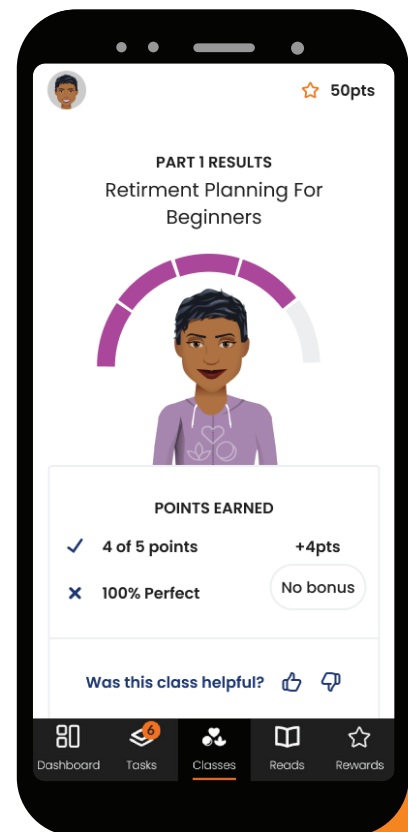 50pts
PART 1 RESULTS
Retirment Planning For
Beginners
POINTS EARNED
4 of 5 points +4pts
100% Perfect No bonus
Was this class helpful?
6
Dashboard Tasks Classes Reads Rewards